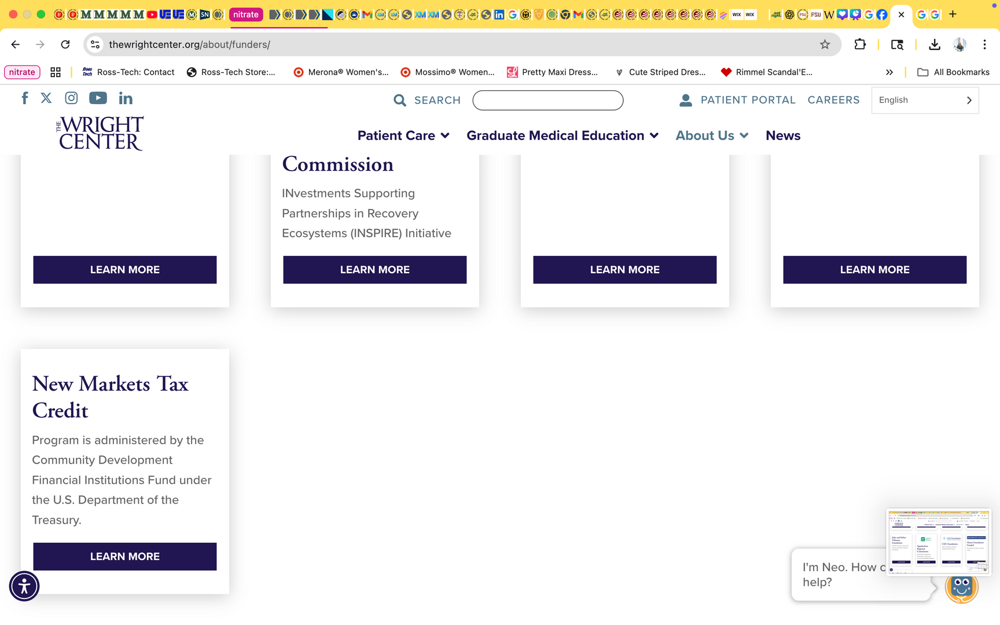 nitrate
thewrightcenter.org/about/funders/
nitrate
Ross-Tech: Contact
Ross-Tech Store:...
Merona® Women's...
Mossimo® Women...
Pretty Maxi Dress...
Cute Striped Dres...
Rimmel Scandal'E...
All Bookmarks
SEARCH
PATIENT PORTAL
CAREERS
English
THE WRIGHT
CENTER
Patient Care
Graduate Medical Education
About Us
News
Commission
INvestments Supporting
Partnerships in Recovery
Ecosystems (INSPIRE) Initiative
LEARN MORE
LEARN MORE
LEARN MORE
LEARN MORE
New Markets Tax
Credit
Program is administered by the
Community Development
Financial Institutions Fund under
the U.S. Department of the
Treasury.
LEARN MORE
I'm Neo. How c
help?